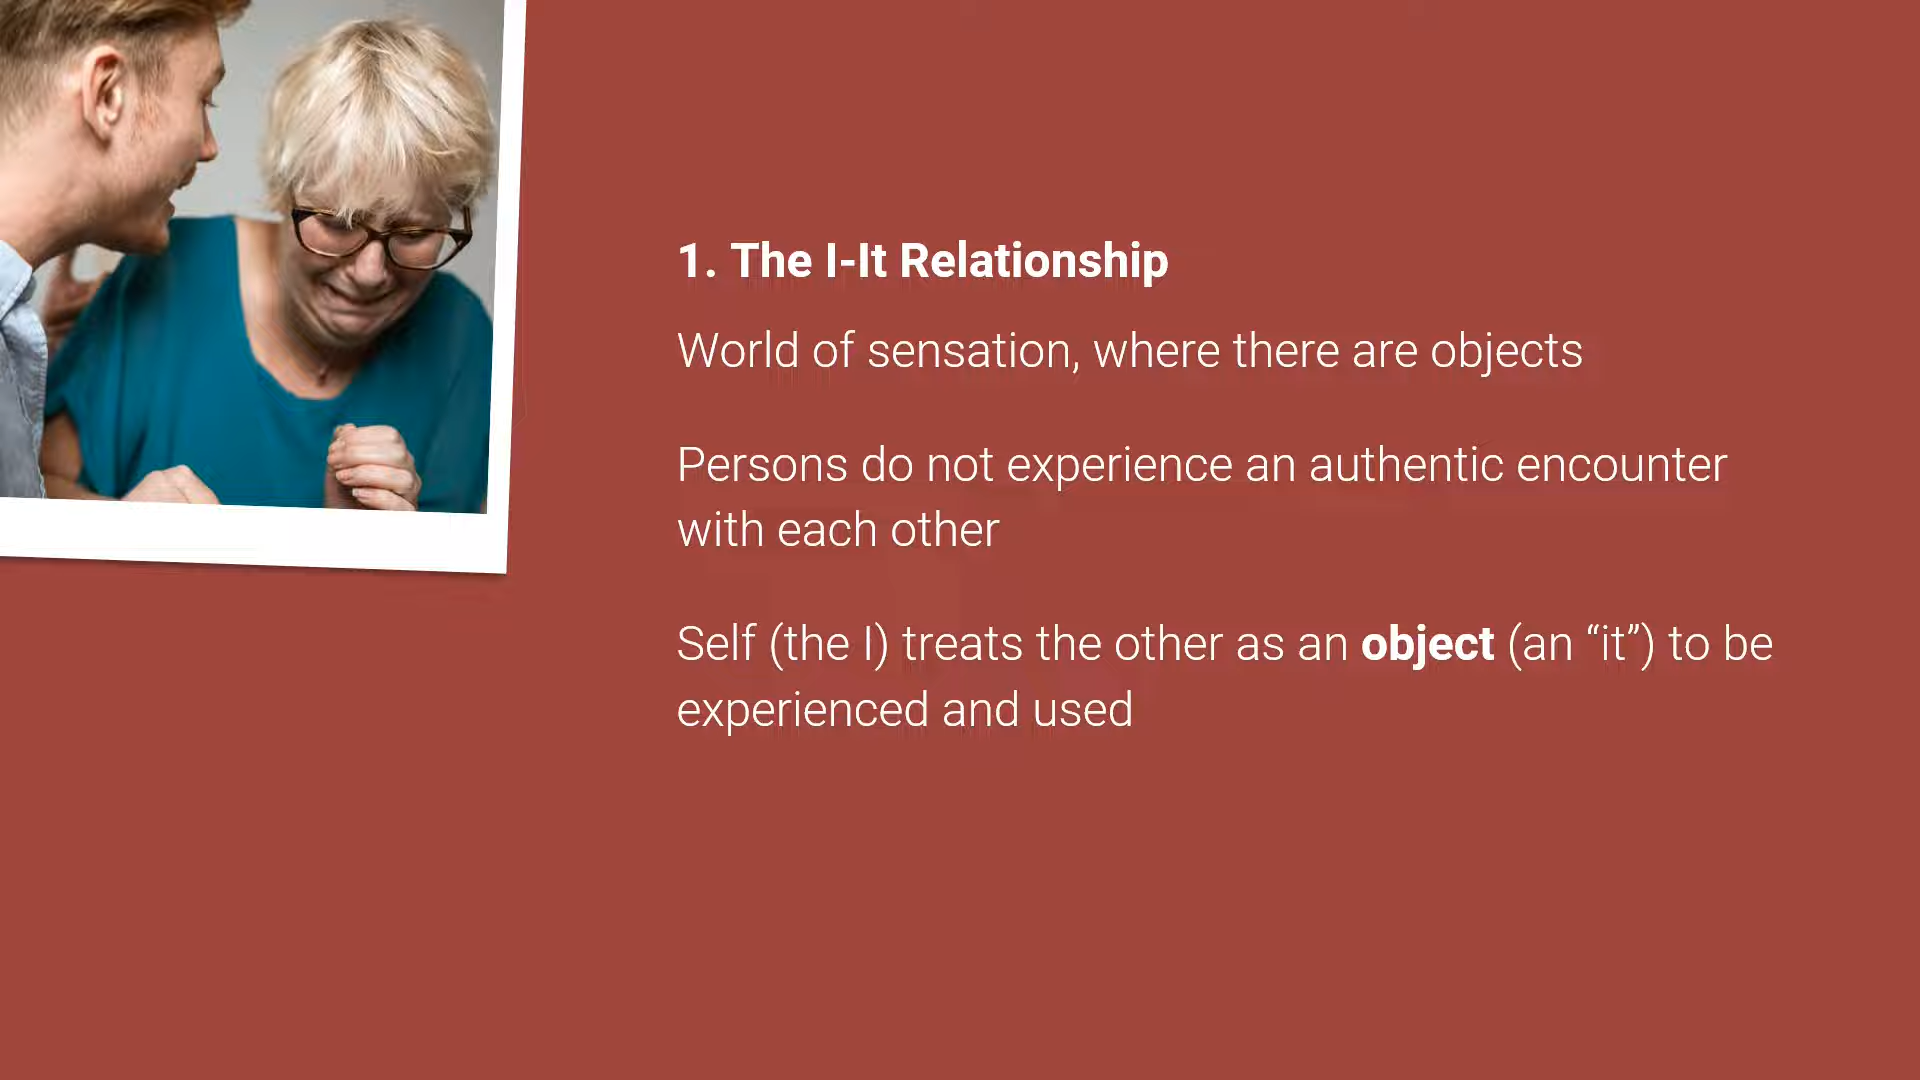 1. The I-It Relationship
World of sensation, where there are objects
Persons do not experience an authentic encounter
with each other
Self (the I) treats the other as an object (an “it”) to be
experienced and used